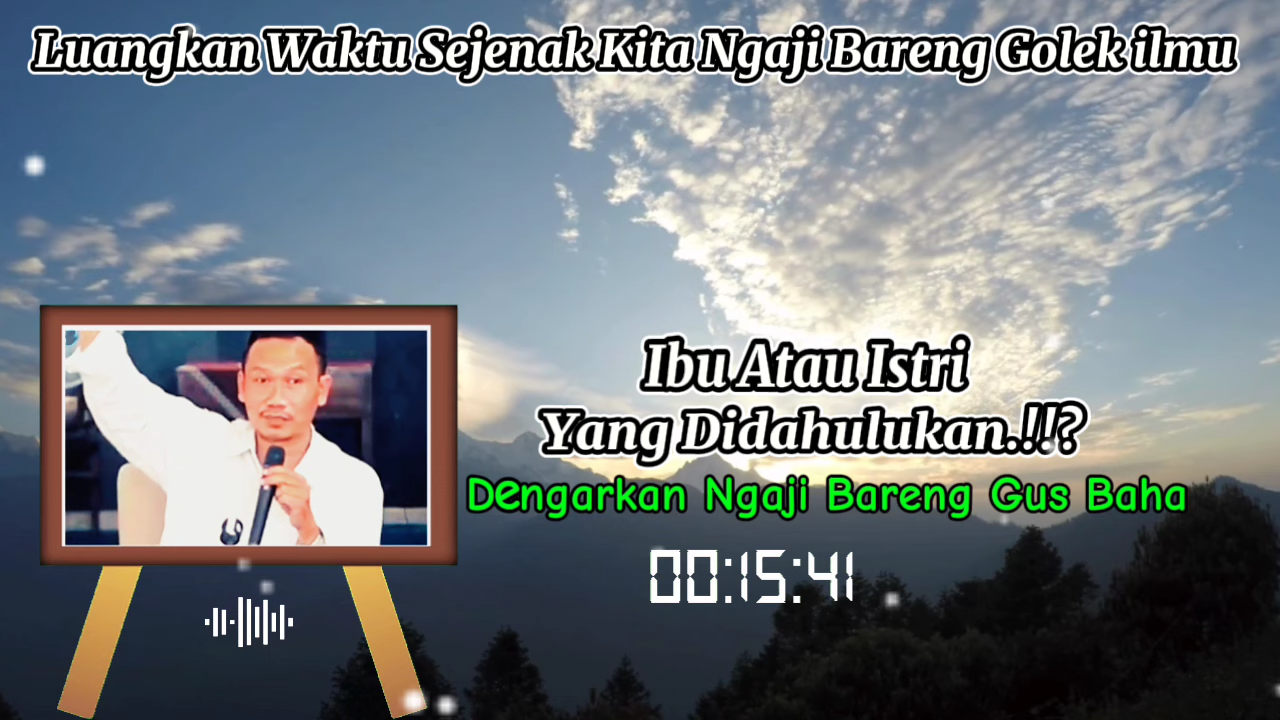 Luangkan Waktu Sejenak Kita Ngaji Bareng Golek ilmu
Ibu Atau Istri
Yang Didahulukan.!!!?
Dengarkan Ngaji Bareng Gus Baha
00:15:41